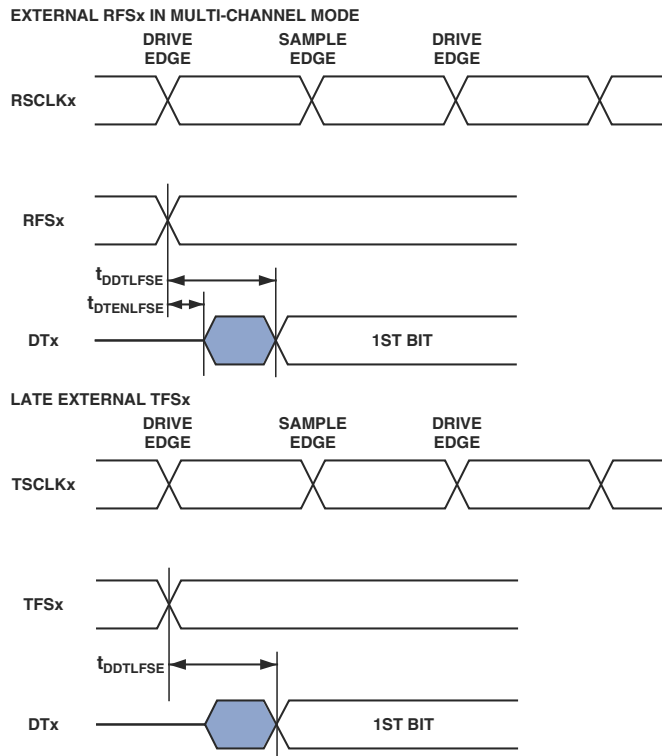 EXTERNAL RFSx IN MULTI-CHANNEL MODE
DRIVE EDGE
SAMPLE EDGE
DRIVE EDGE
RSCLKx
RFSx
tDDTLFSE
tDTENLFSE
DTx
1ST BIT
LATE EXTERNAL TFSx
DRIVE EDGE
SAMPLE EDGE
DRIVE EDGE
TSCLKx
TFSx
tDDTLFSE
DTx
1ST BIT